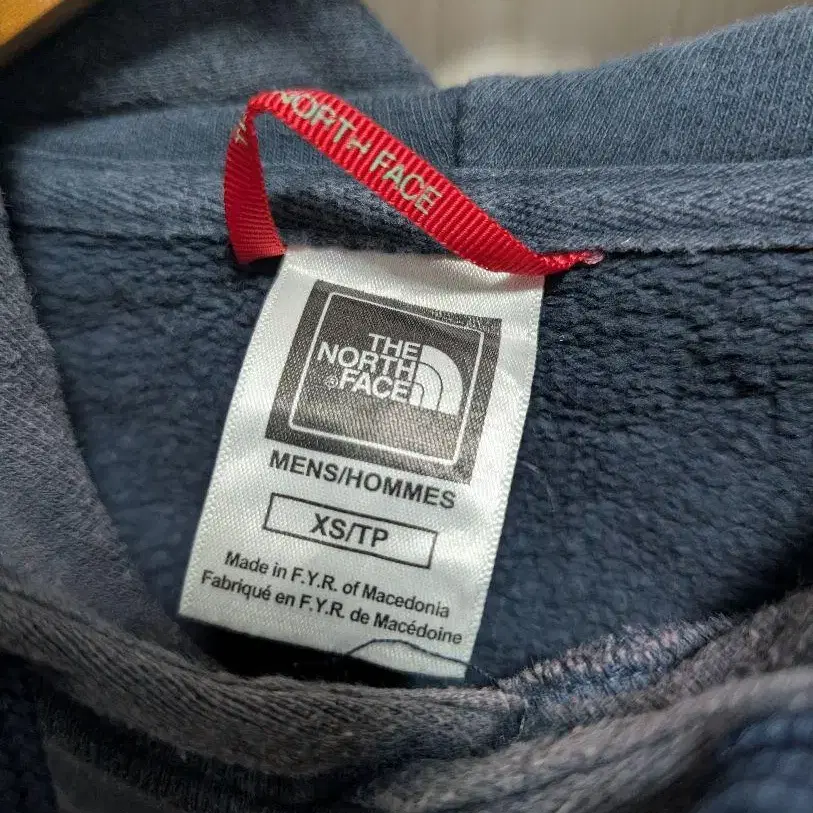 NORTH FACE
THE
NORTH
®FACE
MENS/HOMMES
XS/TP
Made in F.Y.R. of Macedonia
Fabriqué en F.Y.R. de Macédoine